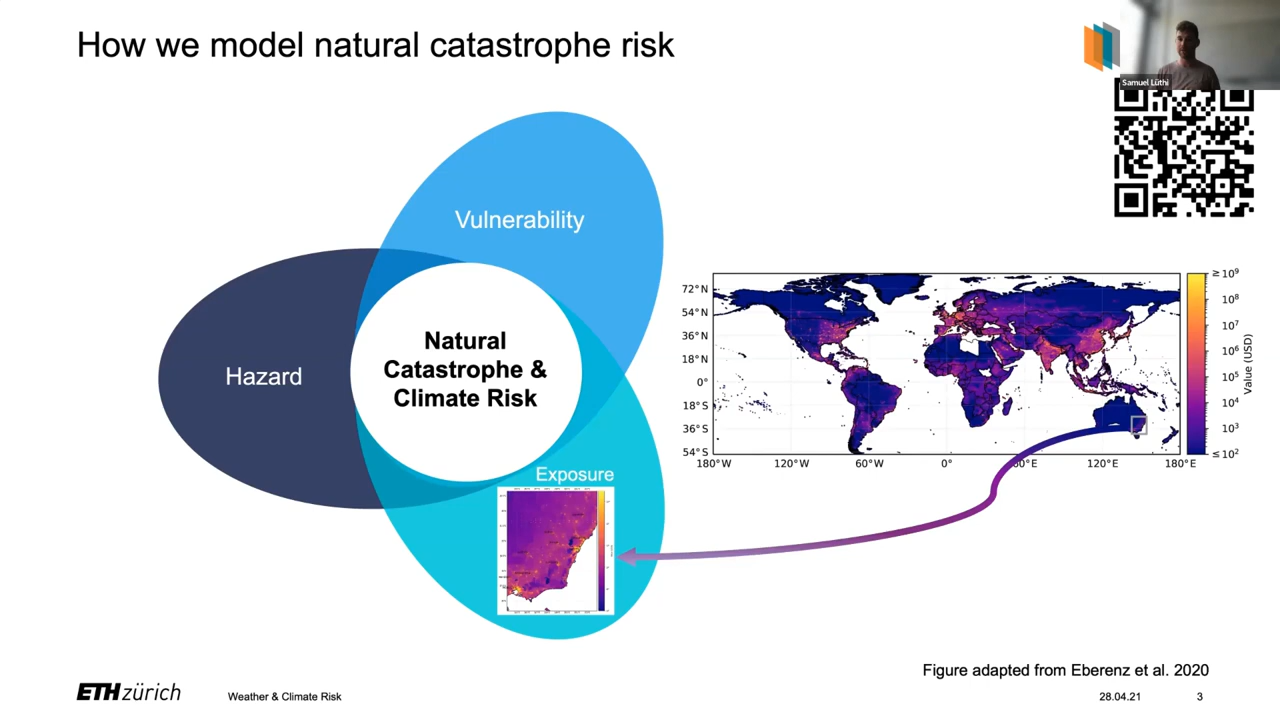 How we model natural catastrophe risk
Samuel Lüthi
Vulnerability
Hazard
Natural
Catastrophe &
Climate Risk
Exposure
72°N
54°N
36°N
18°N
0°
18°S
36°S
54°S
180°W 120°W 60°W 0° 60°E 120°E 180°E
≥10⁹
10⁸
10⁷
10⁶
10⁵
10⁴
10³
≤10²
Value (USD)
Figure adapted from Eberenz et al. 2020
ETH zürich
Weather & Climate Risk
28.04.21
3